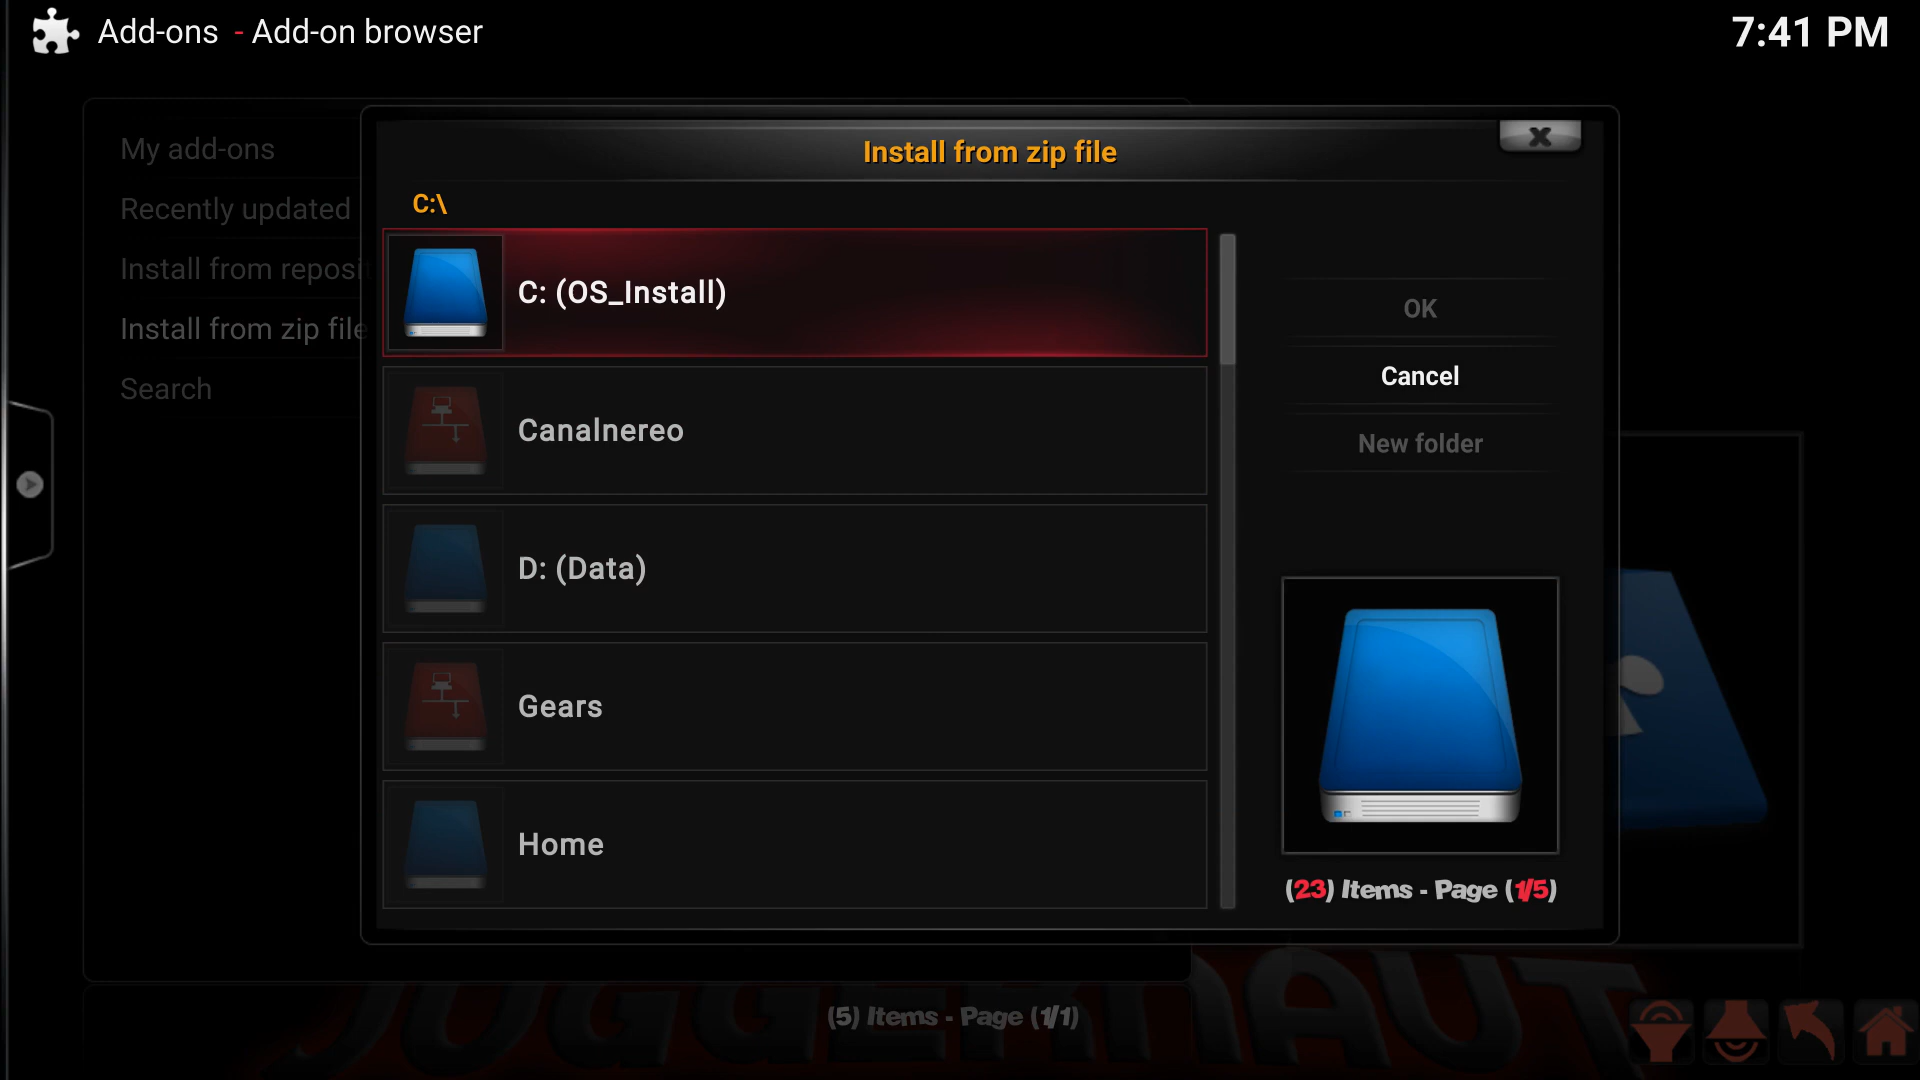 Add-ons - Add-on browser
7:41 PM
My add-ons
Recently updated
Install from reposi
Install from zip file
Search
Install from zip file
X
C:\
C: (OS_Install)
Canalnereo
D: (Data)
Gears
Home
OK
Cancel
New folder
(23) Items - Page (1/5)
(5) Items - Page (1/1)
JUGGERNAUT